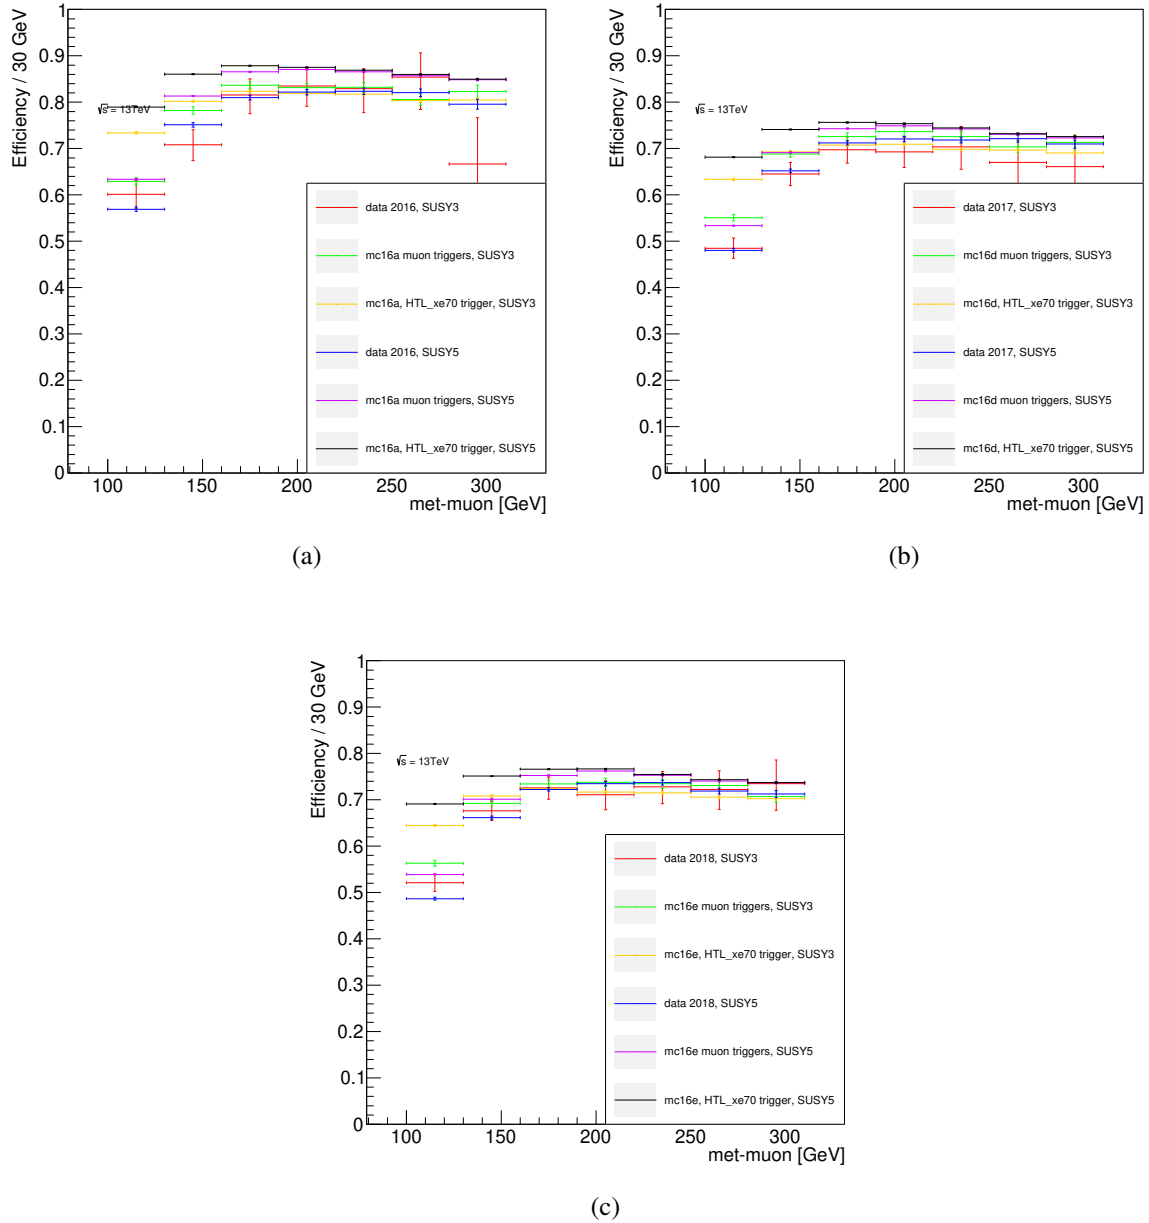 Efficiency / 30 GeV
1
0.9
0.8
0.7
0.6
0.5
0.4
0.3
0.2
0.1
0
√s = 13TeV
data 2016, SUSY3
mc16a muon triggers, SUSY3
mc16a, HTL_xe70 trigger, SUSY3
data 2016, SUSY5
mc16a muon triggers, SUSY5
mc16a, HTL_xe70 trigger, SUSY5
100 150 200 250 300
met-muon [GeV]
(a)
Efficiency / 30 GeV
1
0.9
0.8
0.7
0.6
0.5
0.4
0.3
0.2
0.1
0
√s = 13TeV
data 2017, SUSY3
mc16d muon triggers, SUSY3
mc16d, HTL_xe70 trigger, SUSY3
data 2017, SUSY5
mc16d muon triggers, SUSY5
mc16d, HTL_xe70 trigger, SUSY5
100 150 200 250 300
met-muon [GeV]
(b)
Efficiency / 30 GeV
1
0.9
0.8
0.7
0.6
0.5
0.4
0.3
0.2
0.1
0
√s = 13TeV
data 2018, SUSY3
mc16e muon triggers, SUSY3
mc16e, HTL_xe70 trigger, SUSY3
data 2018, SUSY5
mc16e muon triggers, SUSY5
mc16e, HTL_xe70 trigger, SUSY5
100 150 200 250 300
met-muon [GeV]
(c)